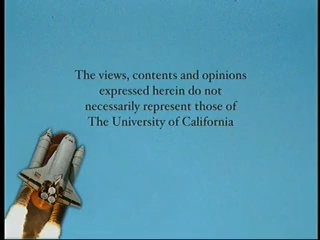 The views, contents and opinions
expressed herein do not
necessarily represent those of
The University of California